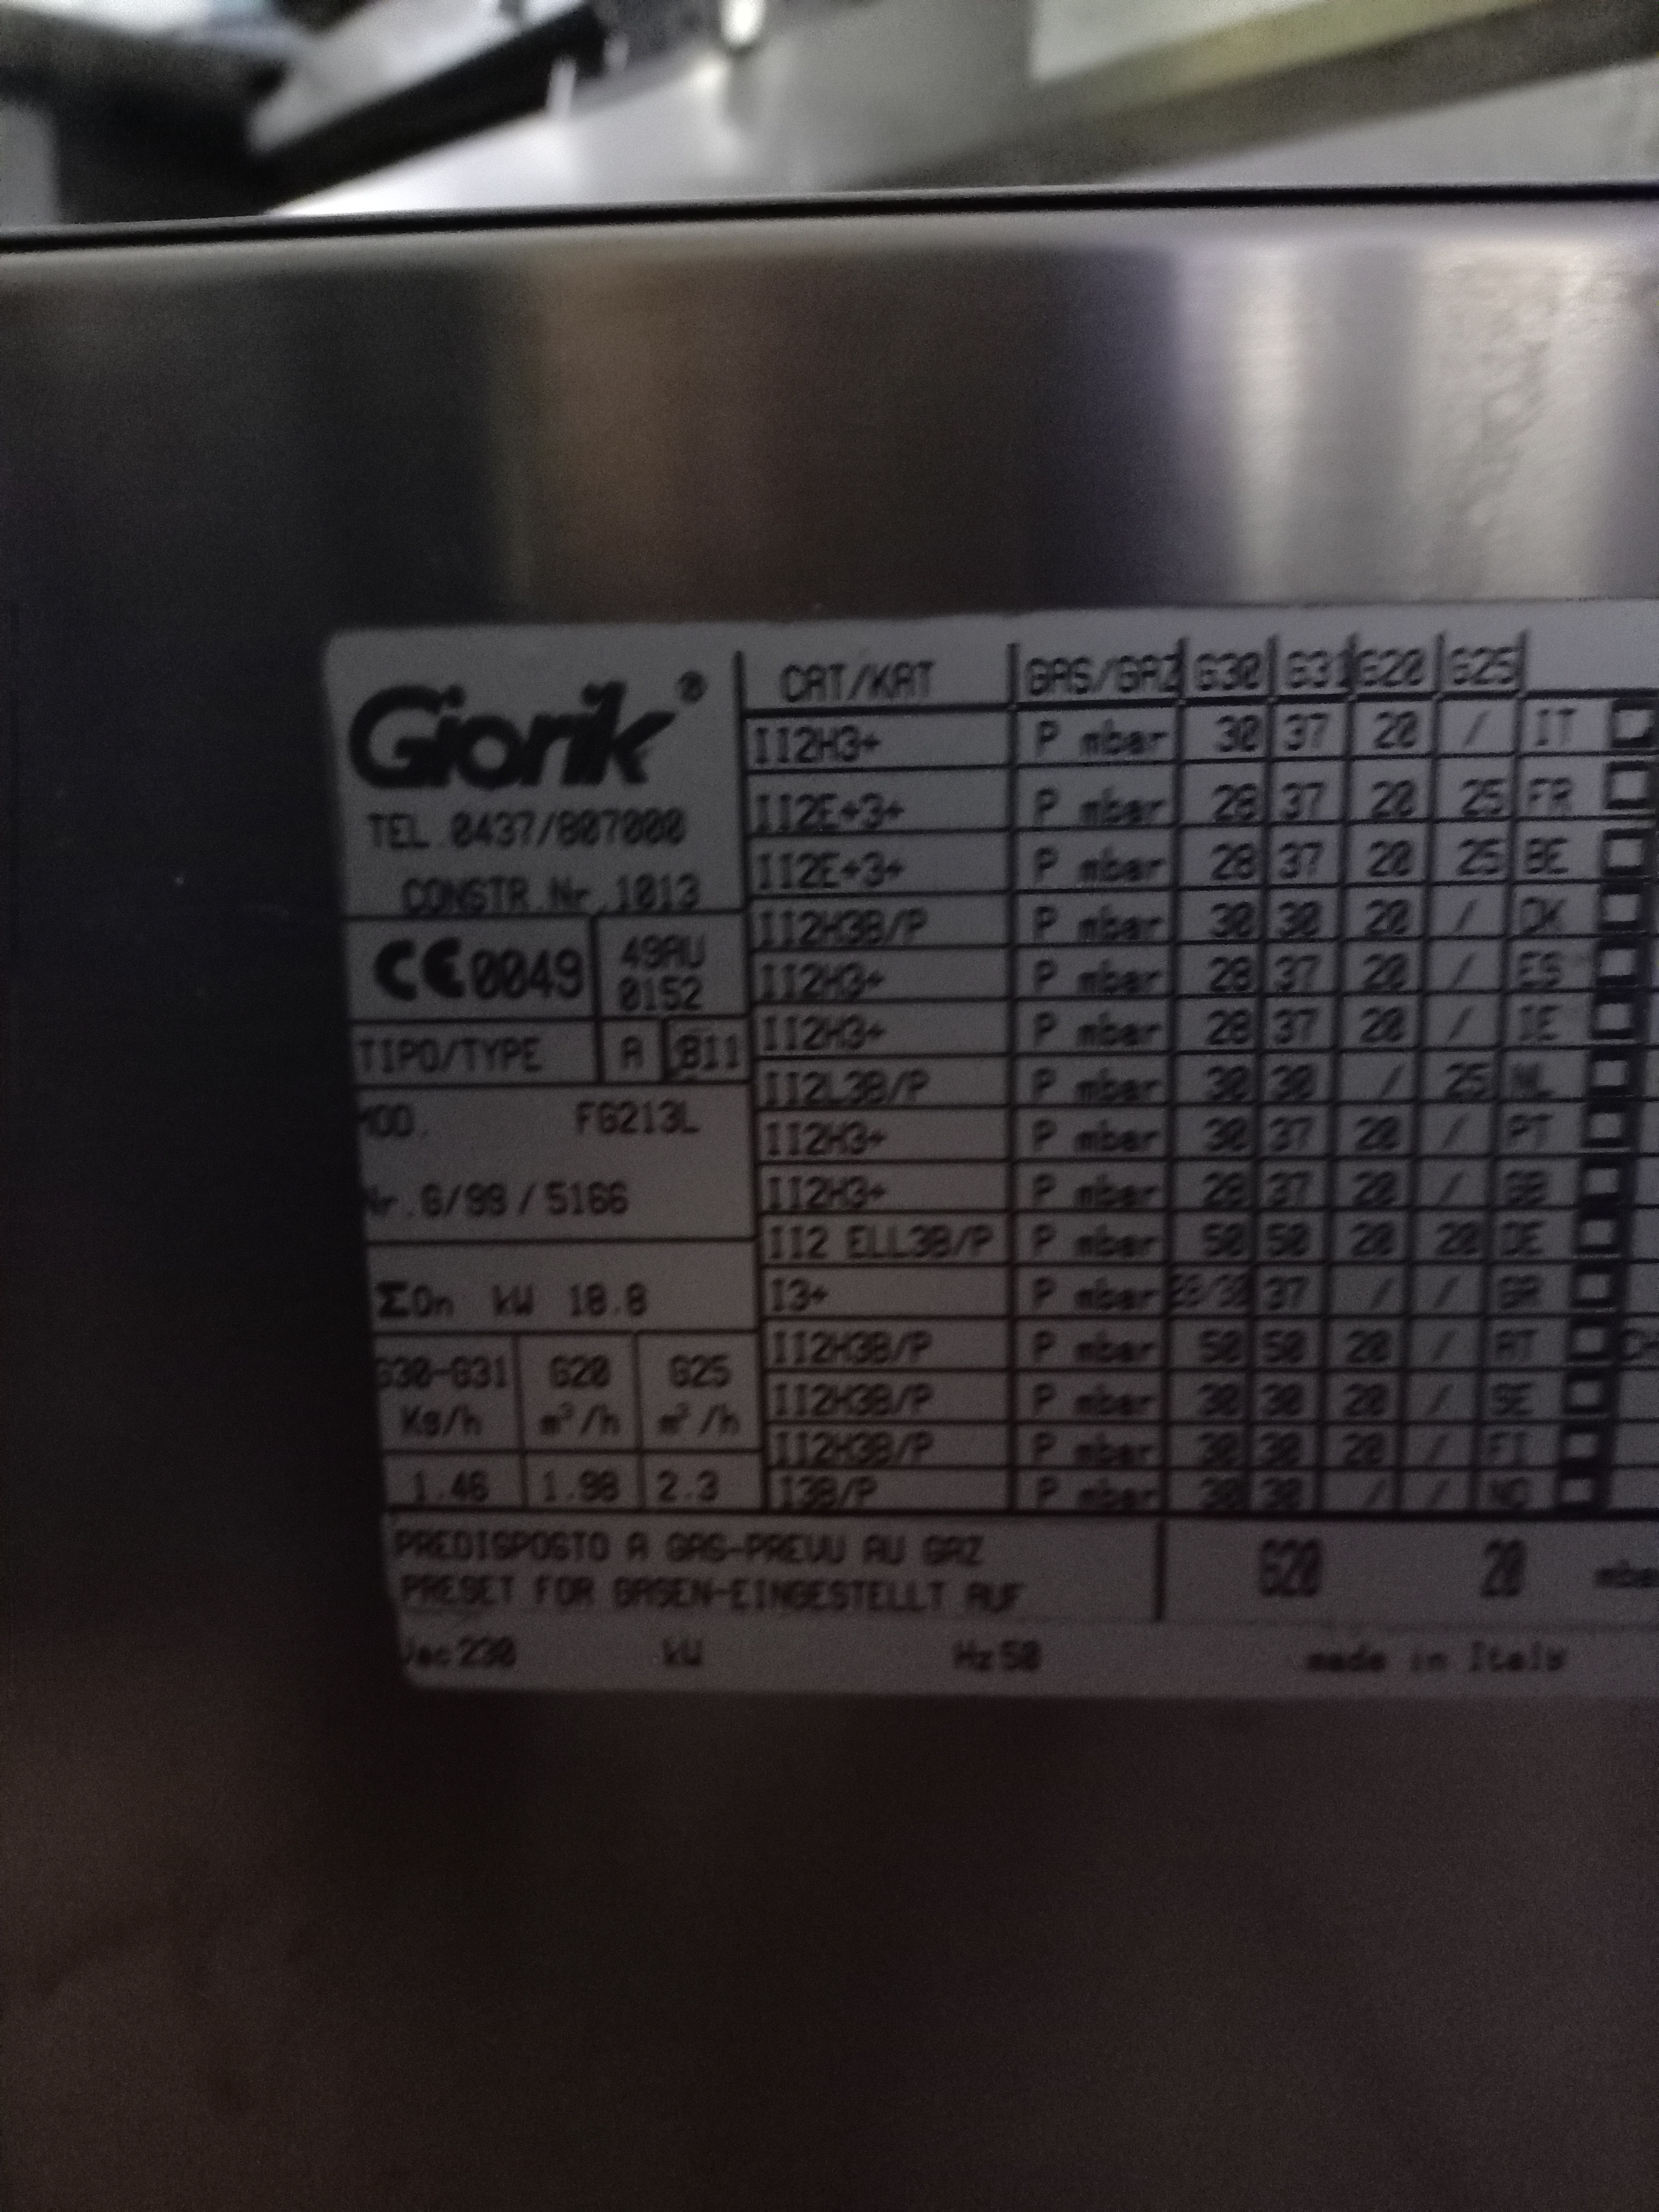 Giorik ®
TEL.0437/807000
CONSTR.Nr.1013
CE 0049 49AU 0152
TIPO/TYPE A B11
MOD. FG213L
Nr.6/99 / 5166
ΣQn kW 18.8
G30-G31 G20 G25
Kg/h m³/h m³/h
1.46 1.98 2.3
CAT/KAT GAS/GAZ G30 G31 G20 G25
II2H3+ P mbar 30 37 20 / IT
II2E+3+ P mbar 28 37 20 25 FR
II2E+3+ P mbar 28 37 20 25 BE
II2H3B/P P mbar 30 30 20 / DK
II2H3+ P mbar 28 37 20 / ES
II2H3+ P mbar 28 37 20 / IE
II2L3B/P P mbar 30 30 / 25 NL
II2H3+ P mbar 30 37 20 / PT
II2H3+ P mbar 28 37 20 / GB
II2 ELL3B/P P mbar 50 50 20 20 DE
I3+ P mbar 28/30 37 / / GR
II2H3B/P P mbar 50 50 20 / AT CH
II2H3B/P P mbar 30 30 20 / SE
II2H3B/P P mbar 30 30 20 / FI
I3B/P P mbar 30 30 / / NO
PREDISPOSTO A GAS-PREVU AU GAZ
PRESET FOR GASEN-EINGESTELLT AUF
G20 20 mbar
Vac 230 kW Hz 50 made in Italy